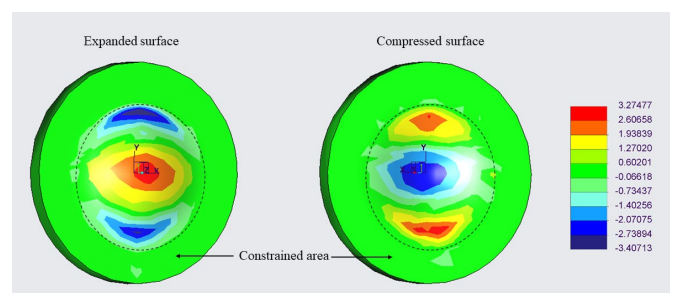 Expanded surface
Compressed surface
Y
X
Y
X
3.27477
2.60658
1.93839
1.27020
0.60201
-0.06618
-0.73437
-1.40256
-2.07075
-2.73894
-3.40713
Constrained area